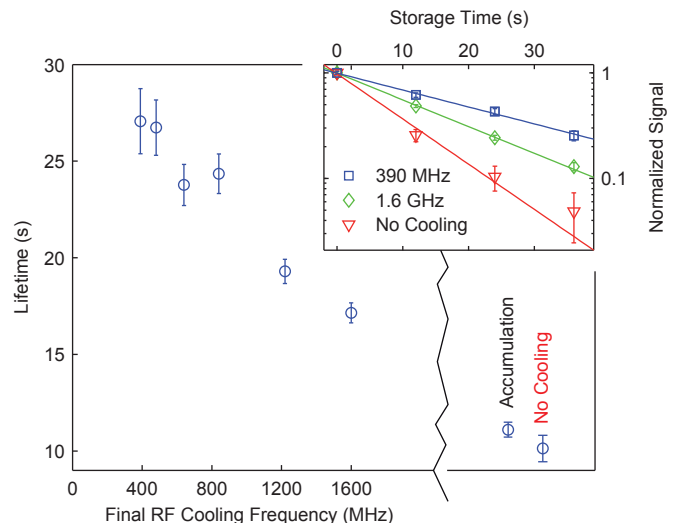 Storage Time (s)
0
10
20
30
30
25
20
15
10
Lifetime (s)
1
0.1
Normalized Signal
390 MHz
1.6 GHz
No Cooling
Accumulation
No Cooling
0
400
800
1200
1600
Final RF Cooling Frequency (MHz)